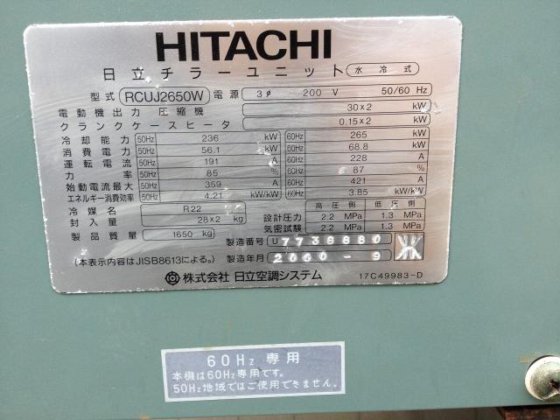 HITACHI
日立チラーユニット(水冷式)
型式 RCUJ2650W 電源 3φ 200 V 50/60 Hz
電動機出力 圧縮機 30×2 kW
クランクケースヒータ 0.15×2 kW
冷却能力 50Hz 236 kW 60Hz 265 kW
消費電力 50Hz 56.1 kW 60Hz 68.8 kW
運転電流 50Hz 191 A 60Hz 228 A
力率 50Hz 85 % 60Hz 87 %
始動電流最大 50Hz 369 A 60Hz 421 A
エネルギー消費効率 50Hz 4.21 kW/kW 60Hz 3.85 kW/kW
冷媒名 R22 高圧側 低圧側
封入量 28×2 kg 設計圧力 2.2 MPa 1.3 MPa
製品質量 1650 kg 気密試験 2.2 MPa 1.3 MPa
製造番号 U 7739880
(本表示内容はJISB8613による。) 製造年月 2000-9
株式会社 日立空調システム 17C49983-D
60Hz 専用
本機は60Hz専用です。
50Hz地域ではご使用できません。